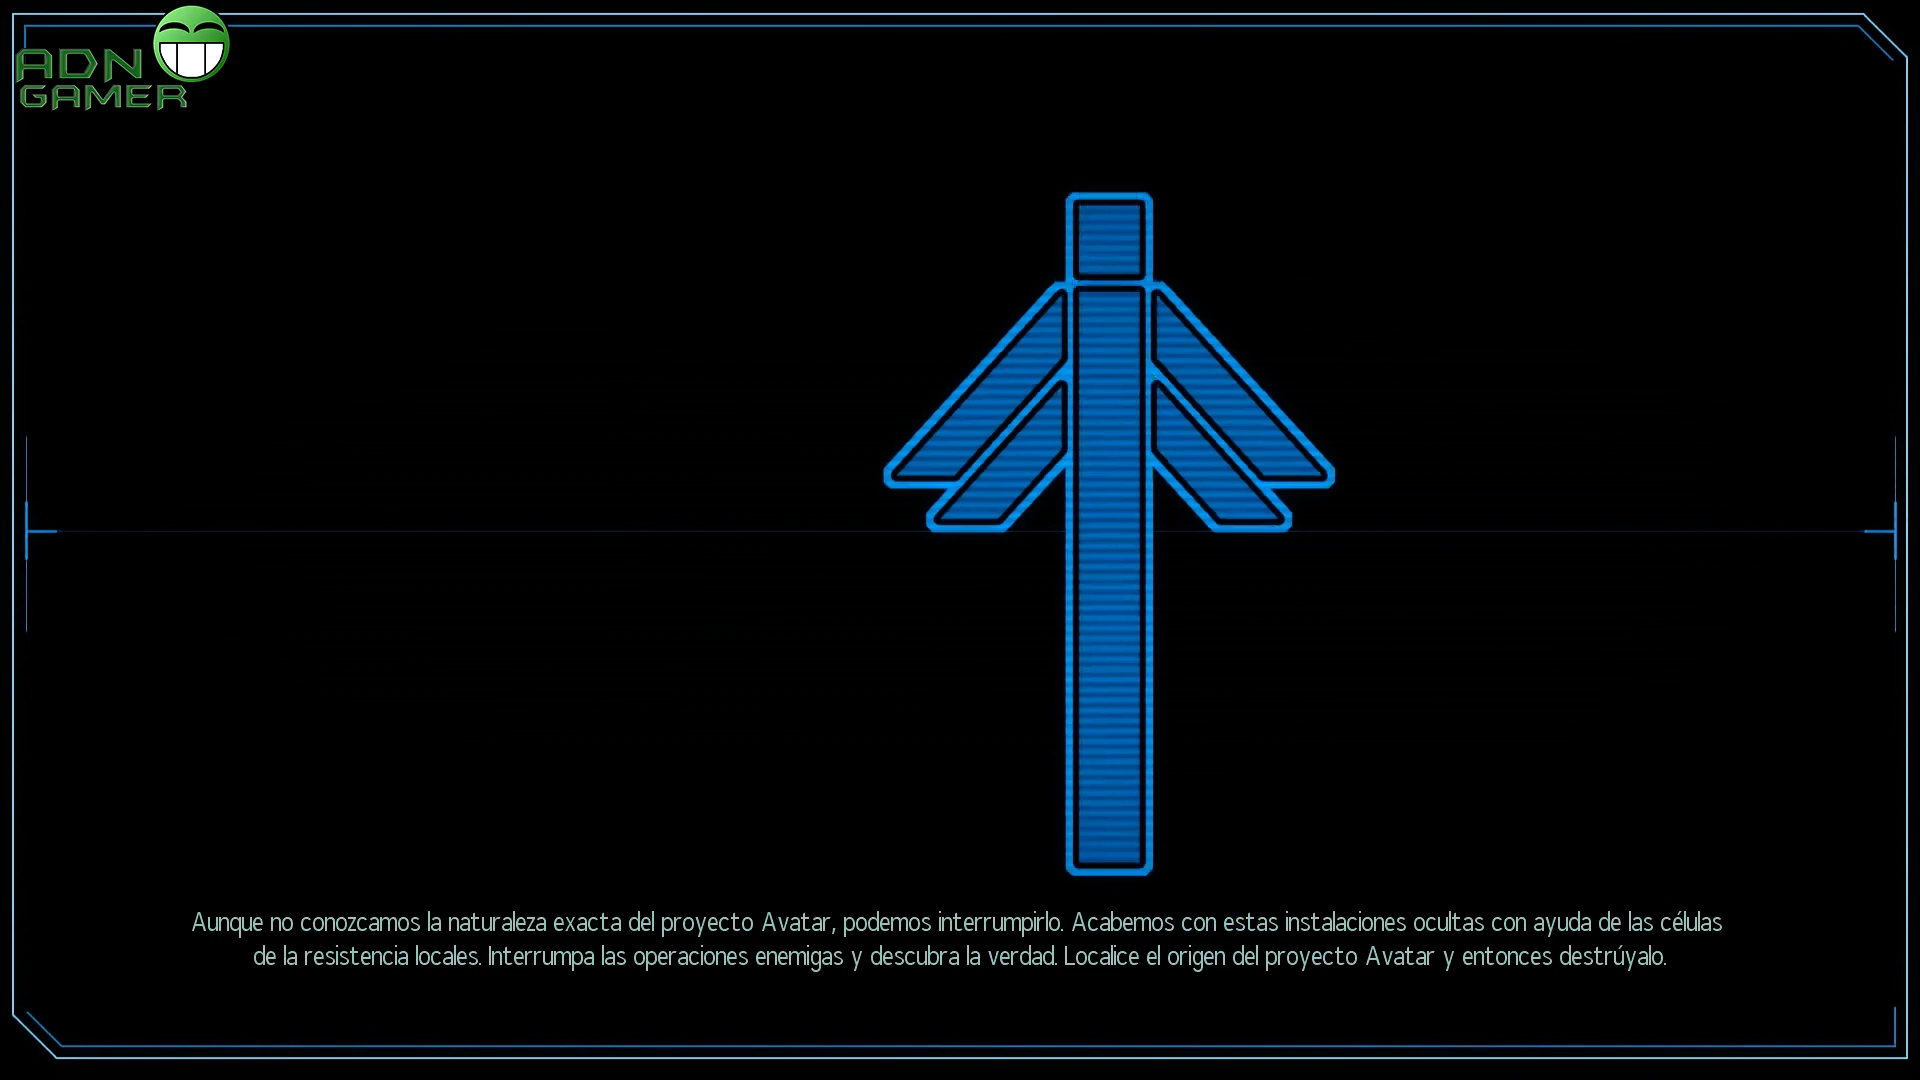 ADN
GAMER
Aunque no conozcamos la naturaleza exacta del proyecto Avatar, podemos interrumpirlo. Acabemos con estas instalaciones ocultas con ayuda de las células
de la resistencia locales. Interrumpa las operaciones enemigas y descubra la verdad. Localice el origen del proyecto Avatar y entonces destrúyalo.